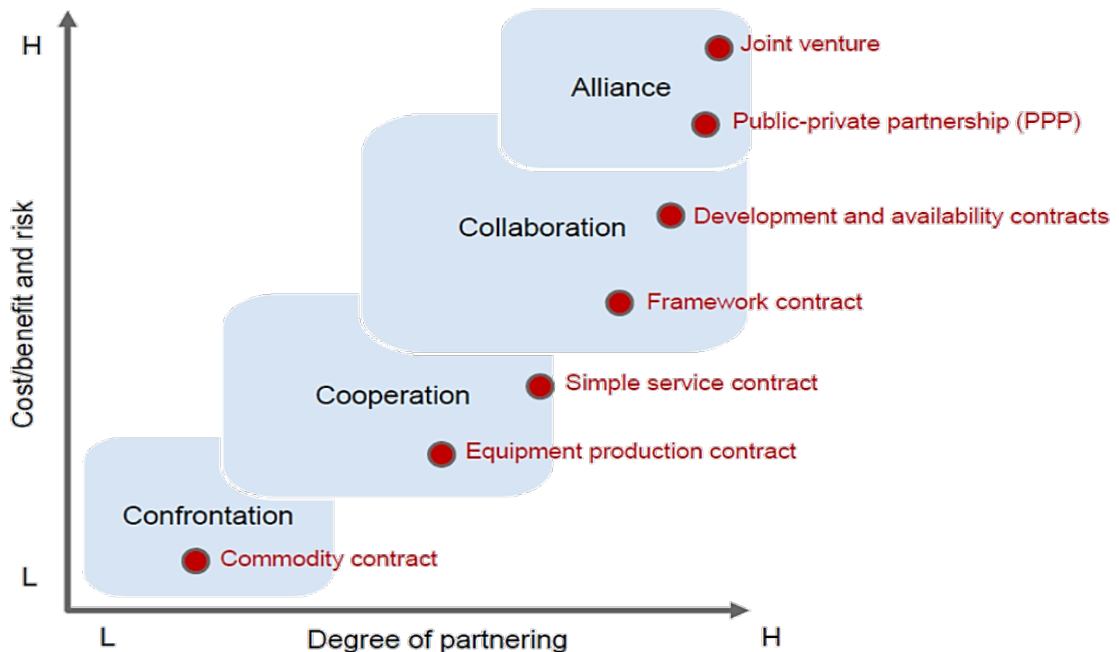 H
Joint venture
Alliance
Public-private partnership (PPP)
Development and availability contracts
Collaboration
Framework contract
Simple service contract
Cooperation
Equipment production contract
Confrontation
Commodity contract
L
Cost/benefit and risk
L
Degree of partnering
H